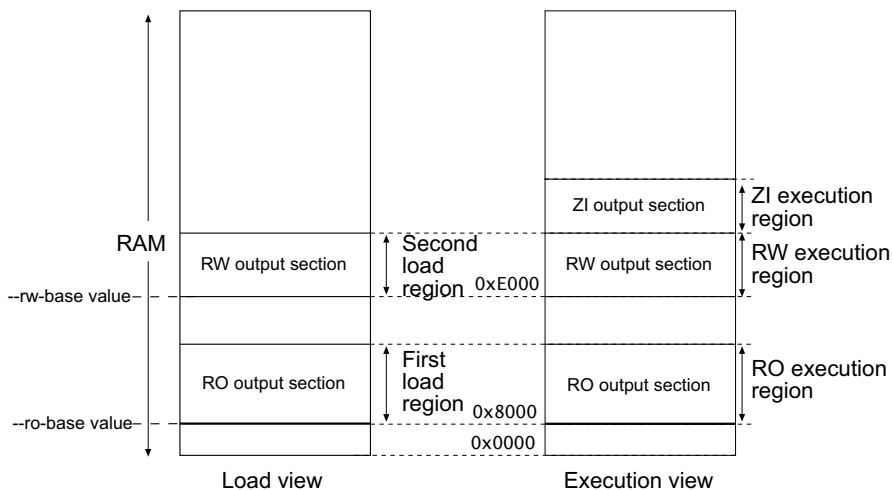 ZI output section
ZI execution
region
RAM
RW output section
Second
load
region
0xE000
RW output section
RW execution
region
--rw-base value
RO output section
First
load
region
0x8000
RO output section
RO execution
region
--ro-base value
0x0000
Load view
Execution view